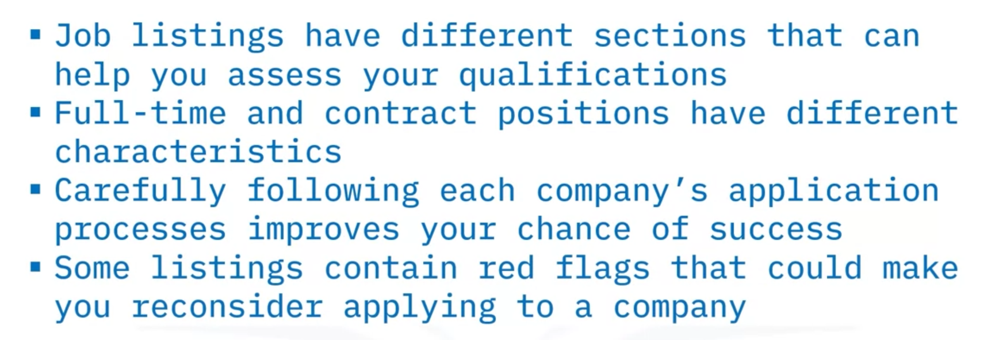 ▪ Job listings have different sections that can
help you assess your qualifications
▪ Full-time and contract positions have different
characteristics
▪ Carefully following each company’s application
processes improves your chance of success
▪ Some listings contain red flags that could make
you reconsider applying to a company